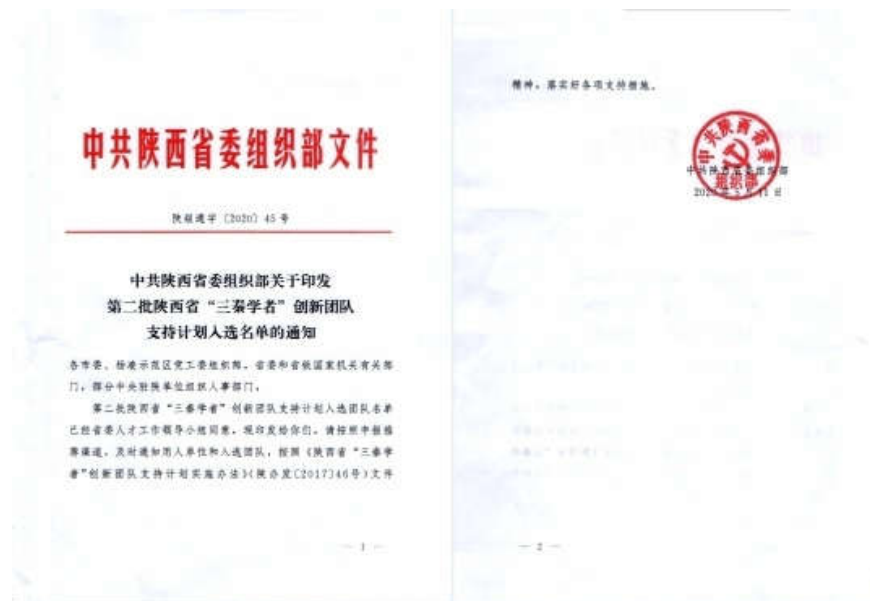 中共陕西省委组织部文件
陕组通字〔2020〕45号
中共陕西省委组织部关于印发
第二批陕西省“三秦学者”创新团队
支持计划入选名单的通知
各市委、杨凌示范区党工委组织部，省委和省级国家机关有关部
门，部分中央驻陕单位组织人事部门：
第二批陕西省“三秦学者”创新团队支持计划入选团队名单
已经省委人才工作领导小组同意，现印发给你们。请按照申报推
荐渠道，及时通知用人单位和入选团队，按照《陕西省“三秦学
者”创新团队支持计划实施办法》（陕办发〔2017〕46号）文件
— 1 —
精神，落实好各项支持措施。
中共陕西省委
组织部
中共陕西省委组织部
— 2 —